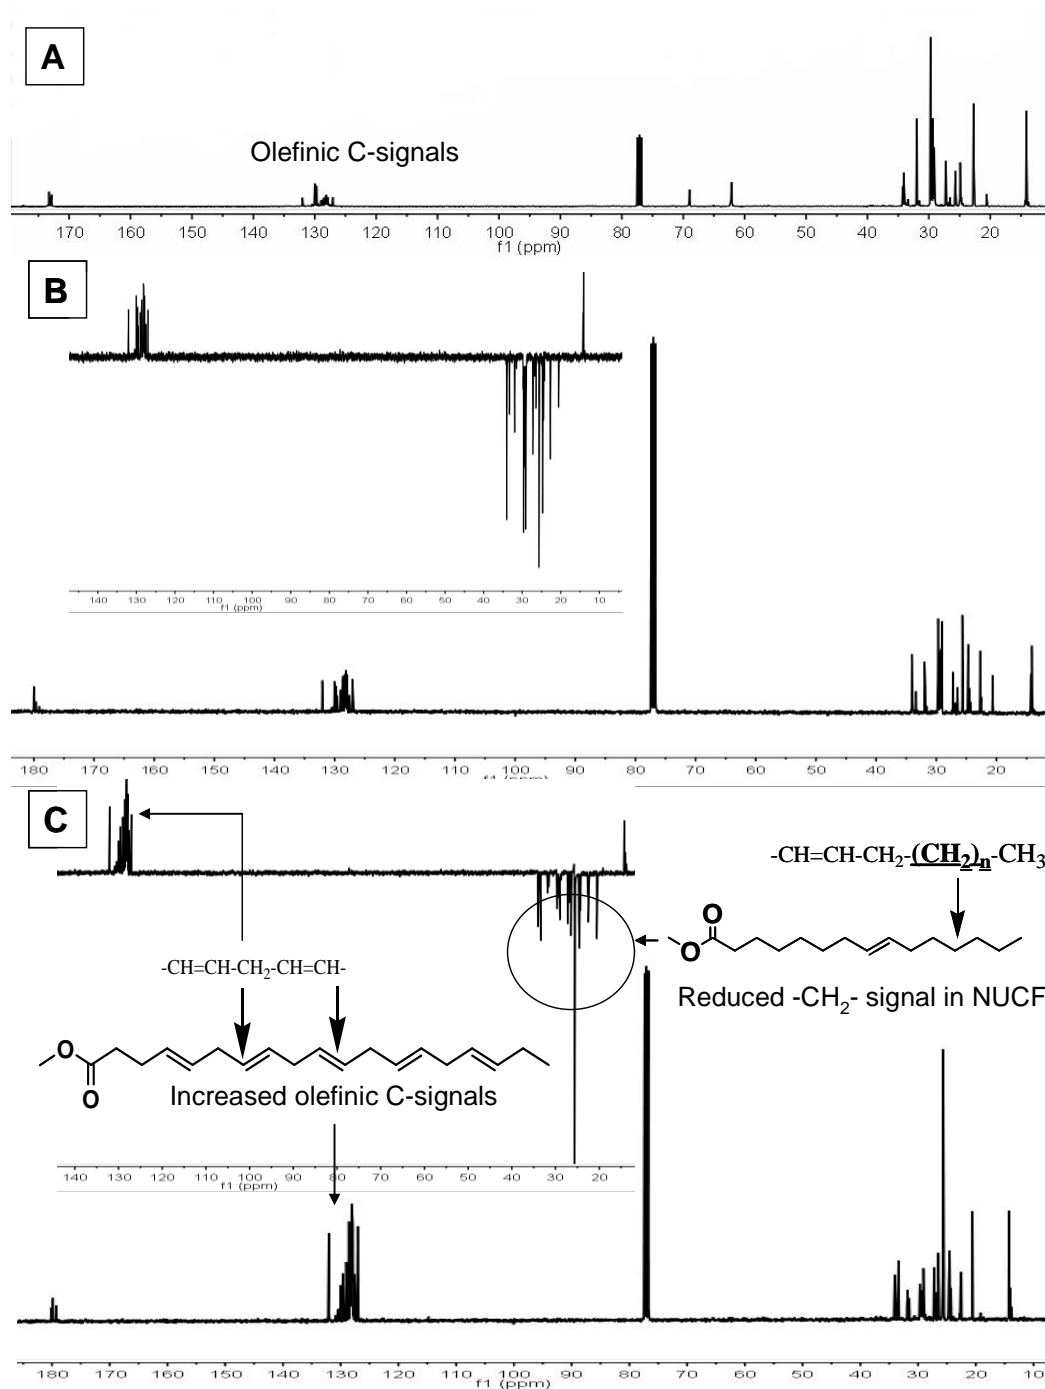 A
Olefinic C-signals
170 160 150 140 130 120 110 100 90 80 70 60 50 40 30 20
f1 (ppm)
B
140 130 120 110 100 90 80 70 60 50 40 30 20 10
f1 (ppm)
180 170 160 150 140 130 120 110 100 90 80 70 60 50 40 30 20
f1 (ppm)
C
-CH=CH-CH2-(CH2)n-CH3
O
O
Reduced -CH2- signal in NUCF
-CH=CH-CH2-CH=CH-
O
O
Increased olefinic C-signals
140 130 120 110 100 90 80 70 60 50 40 30 20
f1 (ppm)
180 170 160 150 140 130 120 110 100 90 80 70 60 50 40 30 20 10
f1 (ppm)